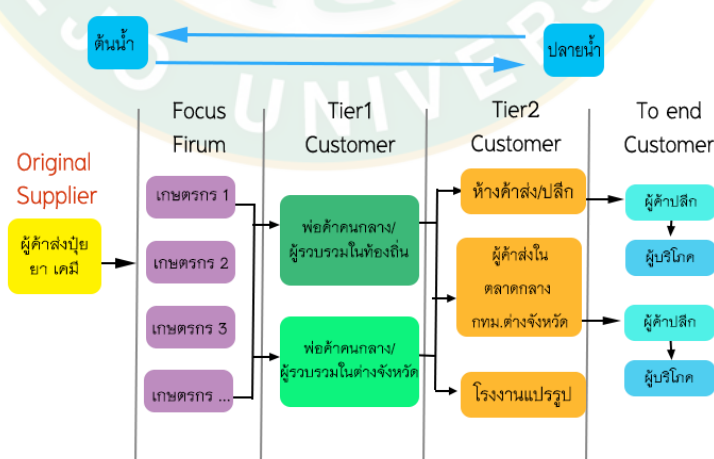 UNIVERS
ต้นน้ำ
ปลายน้ำ
Original
Supplier
ผู้ค้าส่งปุ๋ย
ยา เคมี
Focus
Firum
เกษตรกร 1
เกษตรกร 2
เกษตรกร 3
เกษตรกร ...
Tier1
Customer
พ่อค้าคนกลาง/
ผู้รวบรวมในท้องถิ่น
พ่อค้าคนกลาง/
ผู้รวบรวมในต่างจังหวัด
Tier2
Customer
ห้างค้าส่ง/ปลีก
ผู้ค้าส่งใน
ตลาดกลาง
กทม.ต่างจังหวัด
โรงงานแปรรูป
To end
Customer
ผู้ค้าปลีก
ผู้บริโภค
ผู้ค้าปลีก
ผู้บริโภค